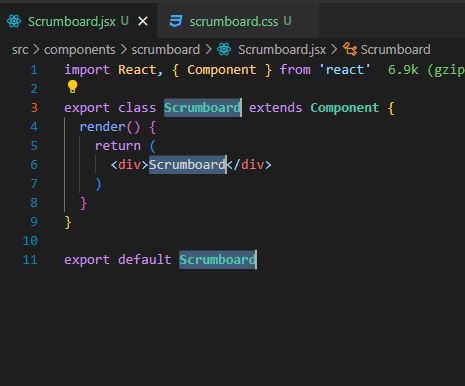 Scrumboard.jsx U scrumboard.css U
src > components > scrumboard > Scrumboard.jsx > Scrumboard
1 import React, { Component } from 'react' 6.9k (gzip
2
3 export class Scrumboard extends Component {
4 render() {
5 return (
6 <div>Scrumboard</div>
7 )
8 }
9 }
10
11 export default Scrumboard